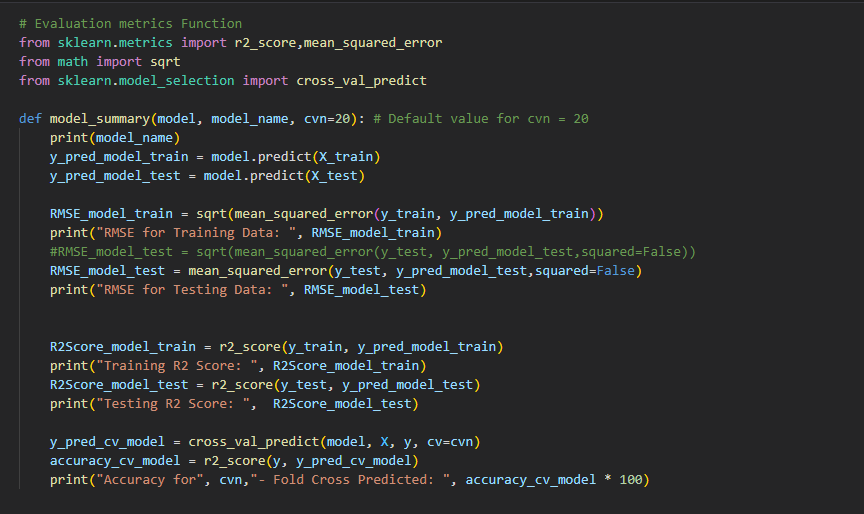 # Evaluation metrics Function
from sklearn.metrics import r2_score,mean_squared_error
from math import sqrt
from sklearn.model_selection import cross_val_predict
def model_summary(model, model_name, cvn=20): # Default value for cvn = 20
print(model_name)
y_pred_model_train = model.predict(X_train)
y_pred_model_test = model.predict(X_test)
RMSE_model_train = sqrt(mean_squared_error(y_train, y_pred_model_train))
print("RMSE for Training Data: ", RMSE_model_train)
#RMSE_model_test = sqrt(mean_squared_error(y_test, y_pred_model_test,squared=False))
RMSE_model_test = mean_squared_error(y_test, y_pred_model_test,squared=False)
print("RMSE for Testing Data: ", RMSE_model_test)
R2Score_model_train = r2_score(y_train, y_pred_model_train)
print("Training R2 Score: ", R2Score_model_train)
R2Score_model_test = r2_score(y_test, y_pred_model_test)
print("Testing R2 Score: ",  R2Score_model_test)
y_pred_cv_model = cross_val_predict(model, X, y, cv=cvn)
accuracy_cv_model = r2_score(y, y_pred_cv_model)
print("Accuracy for", cvn,"- Fold Cross Predicted: ", accuracy_cv_model * 100)